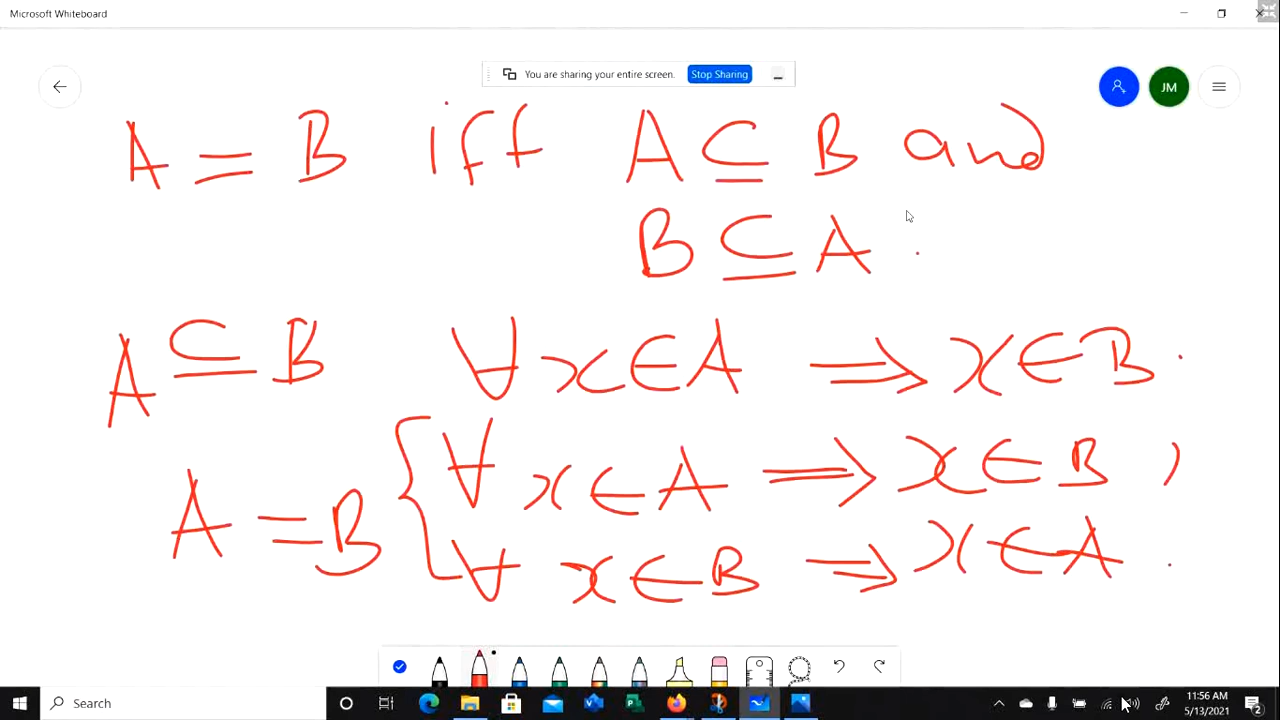 Microsoft Whiteboard
You are sharing your entire screen. Stop Sharing
JM
A = B iff A ⊆ B and
B ⊆ A .
A ⊆ B ∀ x ∈ A ⟹ x ∈ B .
A = B { ∀ x ∈ A ⟹ x ∈ B ,
∀ x ∈ B ⟹ x ∈ A .
Search
11:56 AM
5/13/2021
2